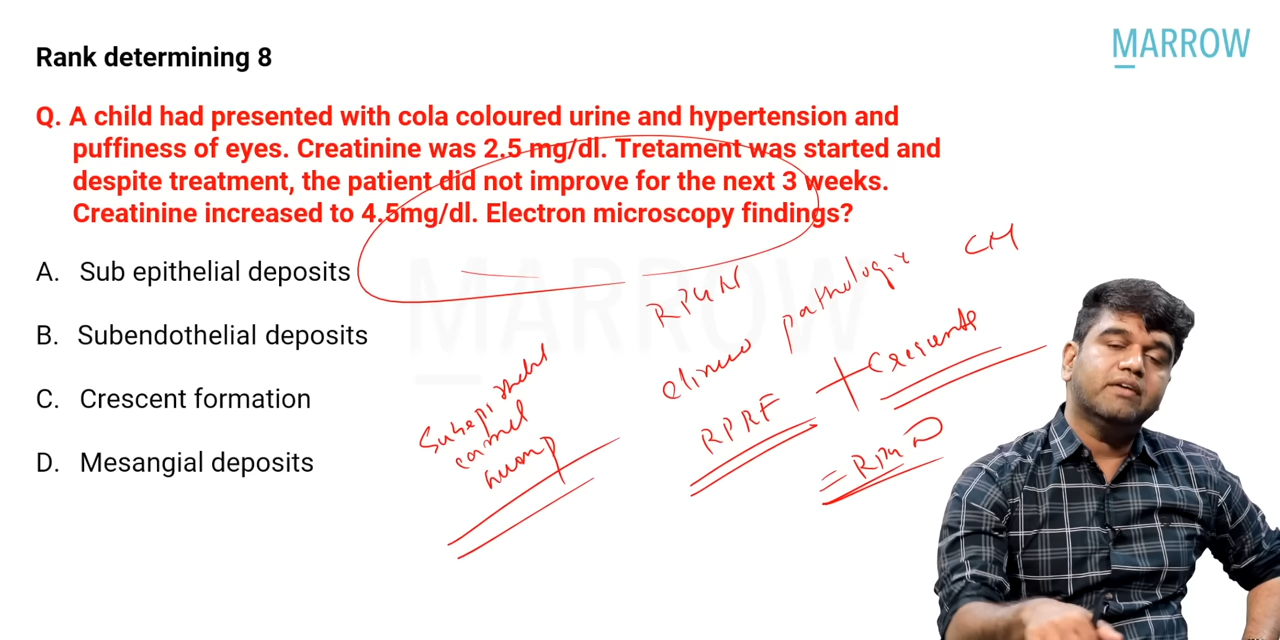 Rank determining 8
MARROW
Q. A child had presented with cola coloured urine and hypertension and
puffiness of eyes. Creatinine was 2.5 mg/dl. Tretament was started and
despite treatment, the patient did not improve for the next 3 weeks.
Creatinine increased to 4.5mg/dl. Electron microscopy findings?
A. Sub epithelial deposits
B. Subendothelial deposits
C. Crescent formation
D. Mesangial deposits
MARROW
RPGN
clinico pathologic
RPRF + Crescents
= RPGN
Subepithelial
camel
hump